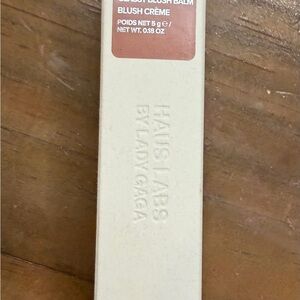 BLUSH BALM
BLUSH CRÈME
POIDS NET 5 g ℮ /
NET WT. 0.18 OZ
HAUS LABS
BY LADY GAGA